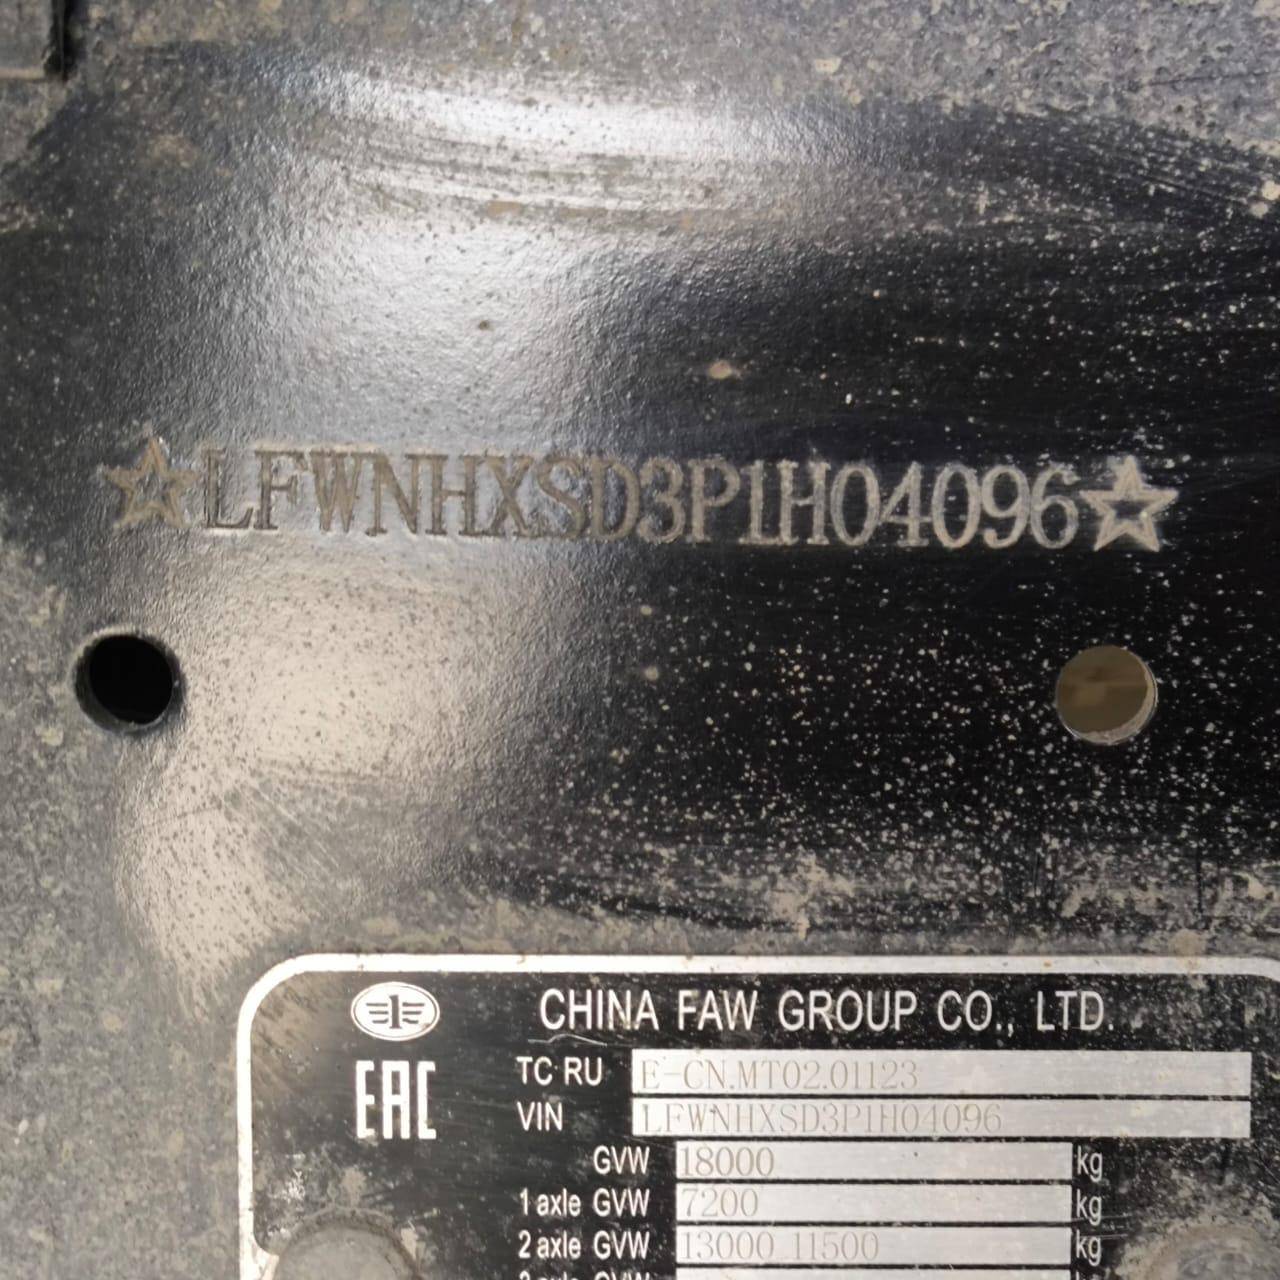 ☆LFWNHXSD3P1H04096☆
CHINA FAW GROUP CO., LTD.
EAC
TC RU E-CN.MT02.01123
VIN LFWNHXSD3P1H04096
GVW 18000 kg
1 axle GVW 7200 kg
2 axle GVW 13000 11500 kg